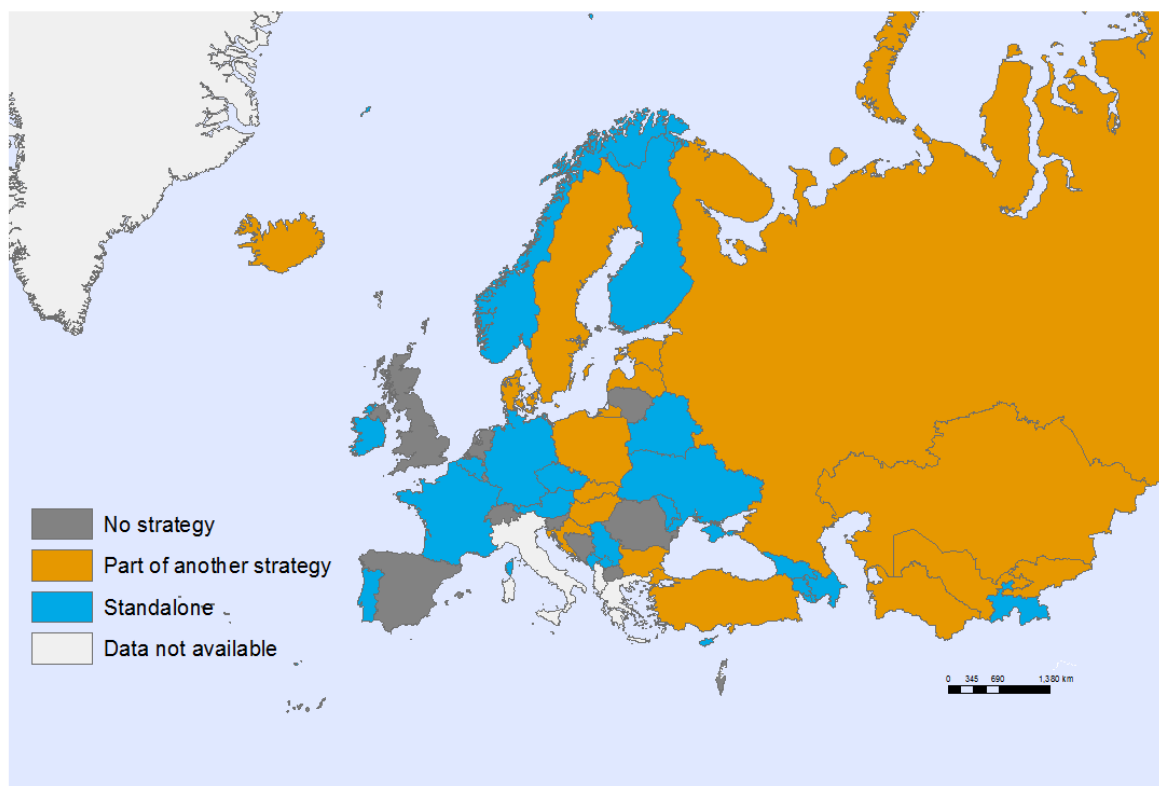 No strategy
Part of another strategy
Standalone
Data not available
0 345 690 1,380 km